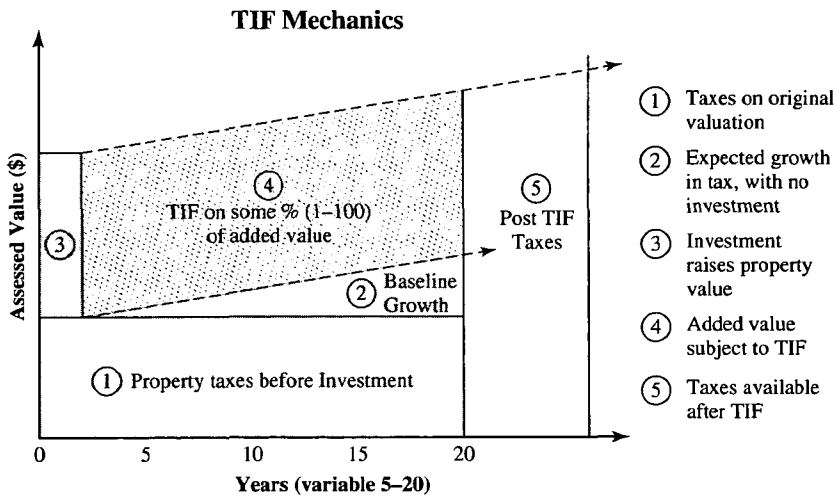 TIF Mechanics
Assessed Value ($)
3
4
TIF on some % (1–100)
of added value
5
Post TIF
Taxes
2 Baseline
Growth
1 Property taxes before Investment
0 5 10 15 20
Years (variable 5–20)
1 Taxes on original
valuation
2 Expected growth
in tax, with no
investment
3 Investment
raises property
value
4 Added value
subject to TIF
5 Taxes available
after TIF